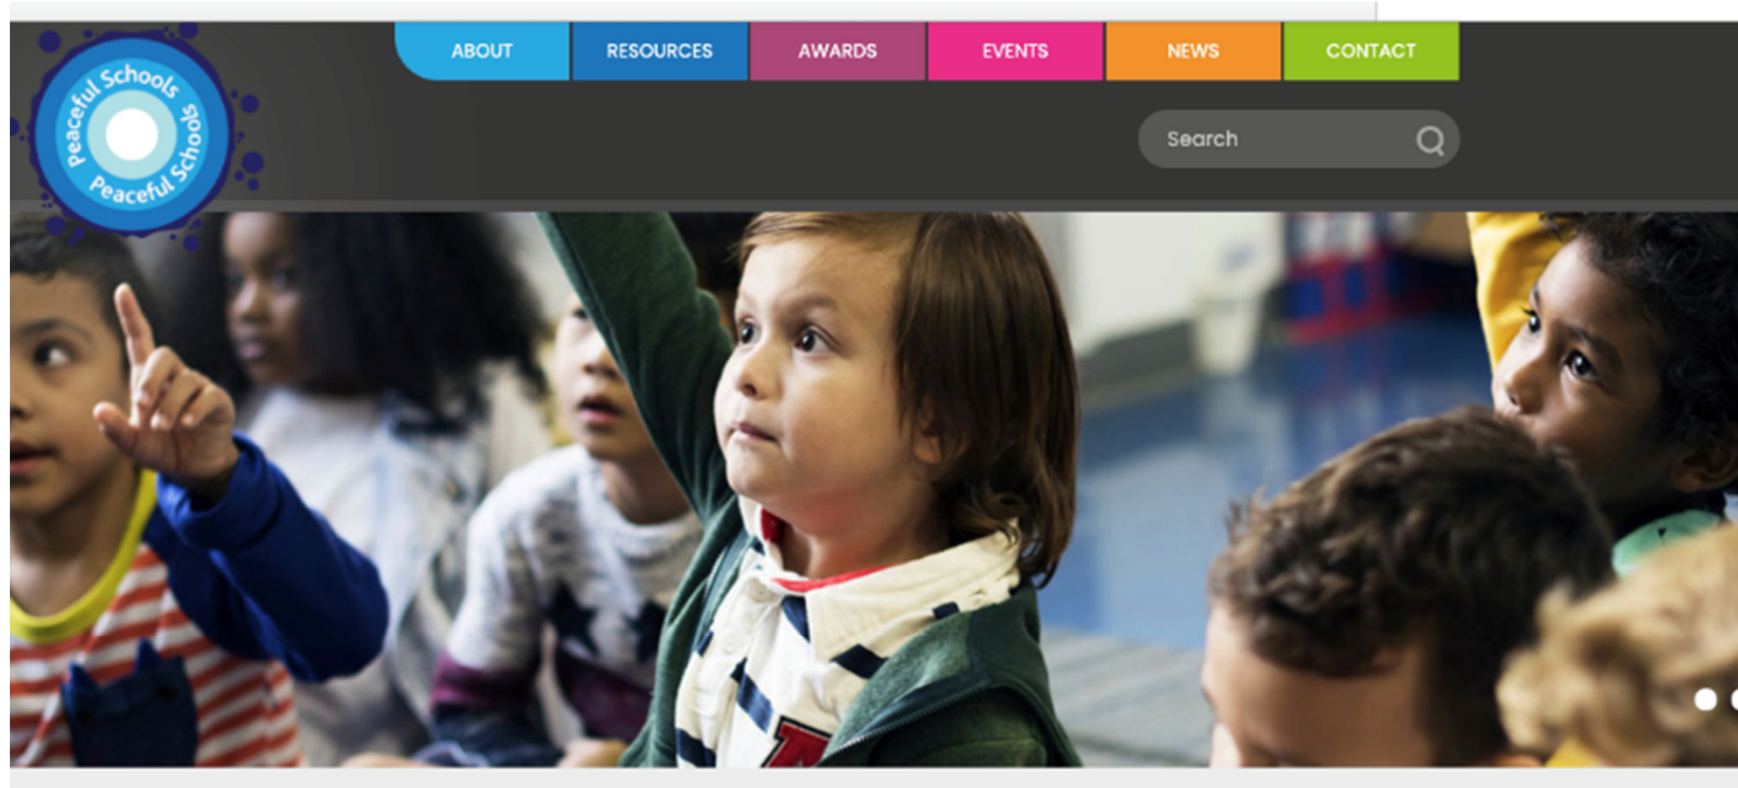 Peaceful Schools
Peaceful Schools
ABOUT
RESOURCES
AWARDS
EVENTS
NEWS
CONTACT
Search